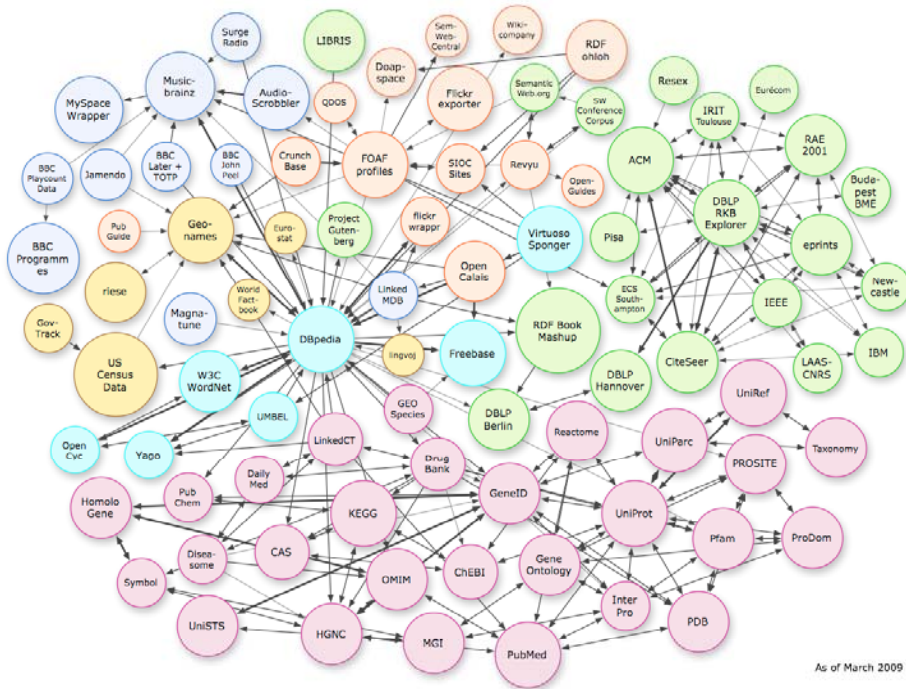 Surge
Radio
LIBRIS
Sem-
Web-
Central
Wiki-
company
RDF
ohloh
Music-
brainz
Doap-
space
MySpace
Wrapper
Audio-
Scrobbler
QDOS
Flickr
exporter
Semantic
Web.org
SW
Conference
Corpus
Resex
IRIT
Toulouse
Eurécom
RAE
2001
ACM
BBC
Playcount
Data
Jamendo
BBC
Later +
TOTP
BBC
John
Peel
Crunch
Base
FOAF
profiles
SIOC
Sites
Revyu
Open-
Guides
DBLP
RKB
Explorer
Buda-
pest
BME
Pub
Guide
Geo-
names
Euro-
stat
Project
Guten-
berg
flickr
wrappr
Virtuoso
Sponger
Pisa
eprints
BBC
Programm
es
riese
World
Fact-
book
Linked
MDB
Open
Calais
ECS
South-
ampton
IEEE
New-
castle
Gov-
Track
Magna-
tune
DBpedia
lingvoj
Freebase
RDF Book
Mashup
CiteSeer
LAAS-
CNRS
IBM
US
Census
Data
W3C
WordNet
DBLP
Hannover
UMBEL
GEO
Species
DBLP
Berlin
UniRef
Open
Cyc
Yago
LinkedCT
Reactome
UniParc
Taxonomy
Daily
Med
Drug
Bank
PROSITE
Homolo
Gene
Pub
Chem
KEGG
GeneID
UniProt
Pfam
ProDom
Disea-
some
CAS
ChEBI
Gene
Ontology
Symbol
OMIM
Inter
Pro
UniSTS
HGNC
MGI
PubMed
PDB
As of March 2009